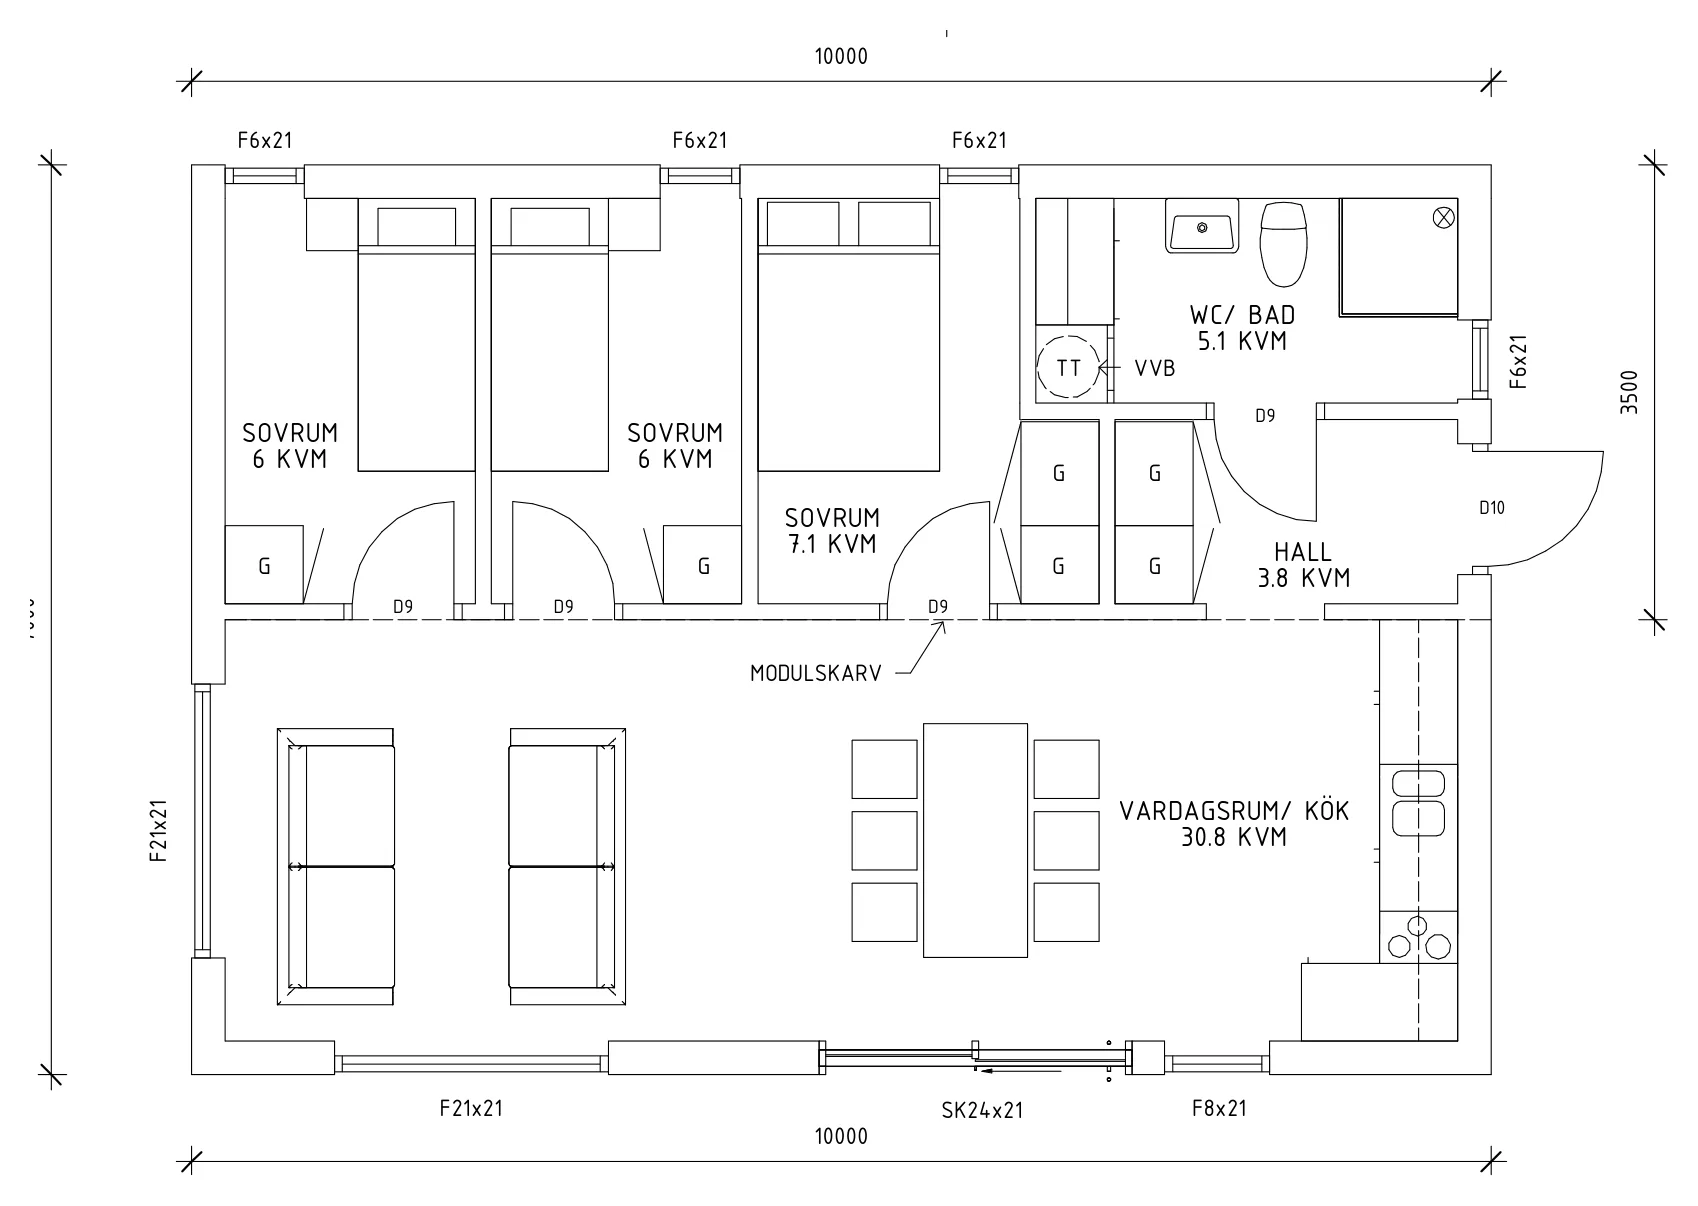 10000
F6x21
F6x21
F6x21
WC/ BAD
5.1 KVM
F6x21
3500
TT
VVB
D9
SOVRUM
6 KVM
SOVRUM
6 KVM
G
G
D10
SOVRUM
7.1 KVM
HALL
3.8 KVM
G
G
G
G
D9
D9
D9
MODULSKARV
F21x21
VARDAGSRUM/ KÖK
30.8 KVM
F21x21
SK24x21
F8x21
10000